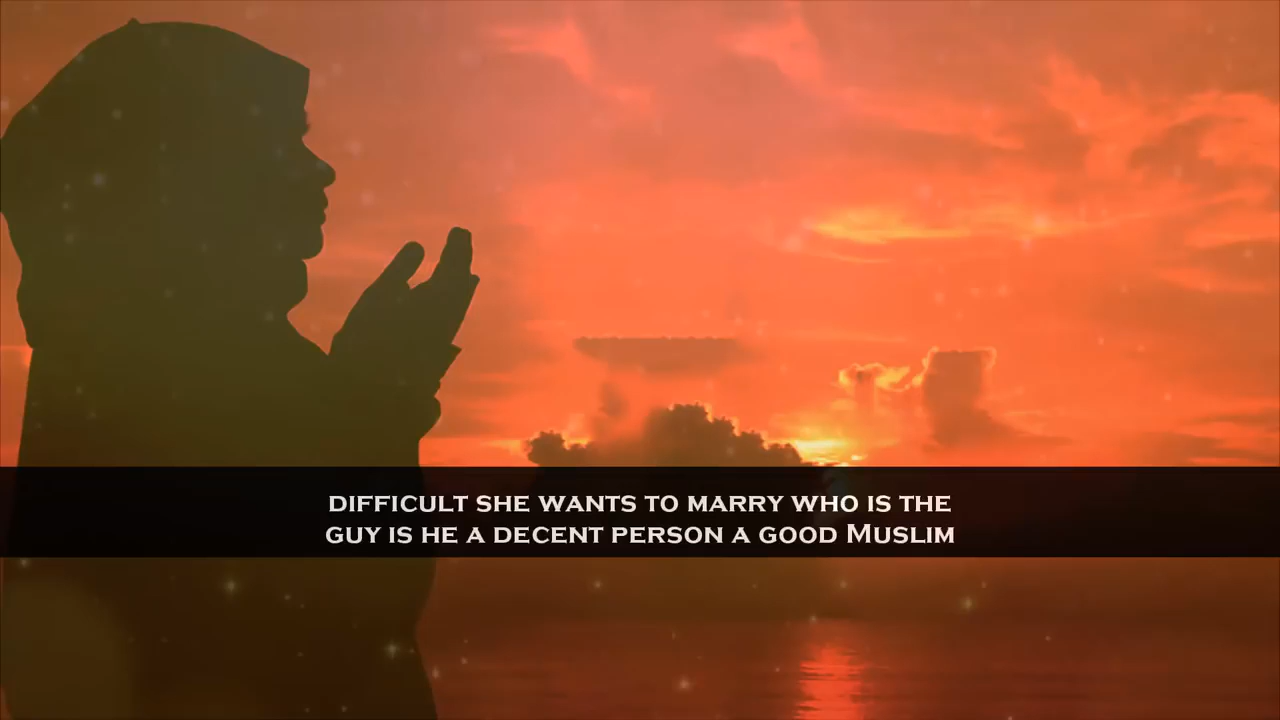 DIFFICULT SHE WANTS TO MARRY WHO IS THE
GUY IS HE A DECENT PERSON A GOOD MUSLIM